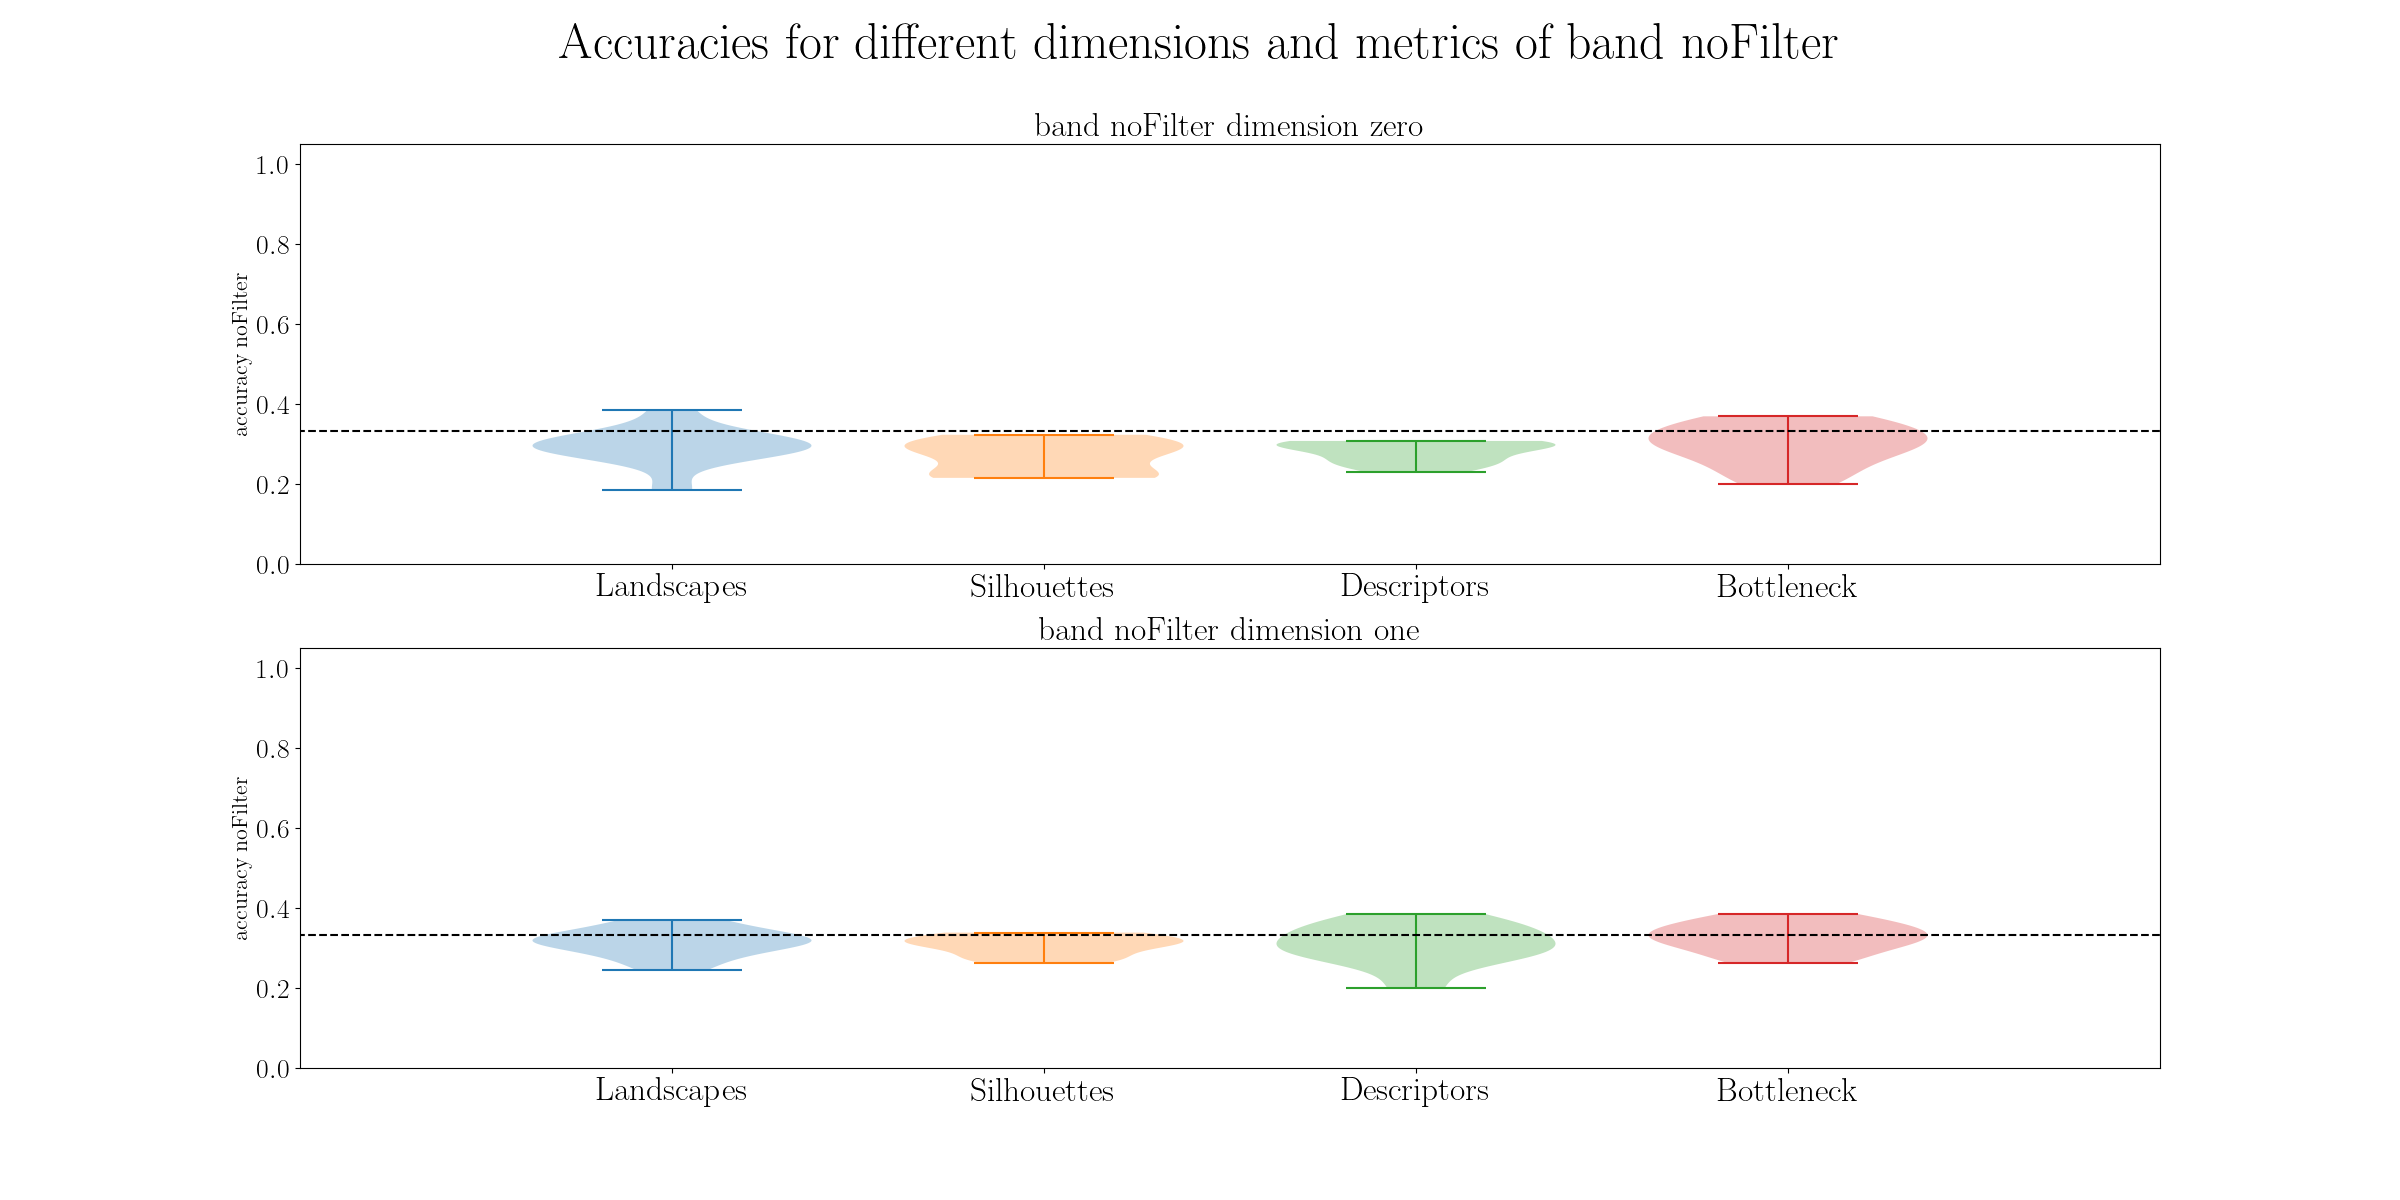 Accuracies for different dimensions and metrics of band noFilter
band noFilter dimension zero
accuracy noFilter
1.0
0.8
0.6
0.4
0.2
0.0
Landscapes Silhouettes Descriptors Bottleneck
band noFilter dimension one
accuracy noFilter
1.0
0.8
0.6
0.4
0.2
0.0
Landscapes Silhouettes Descriptors Bottleneck